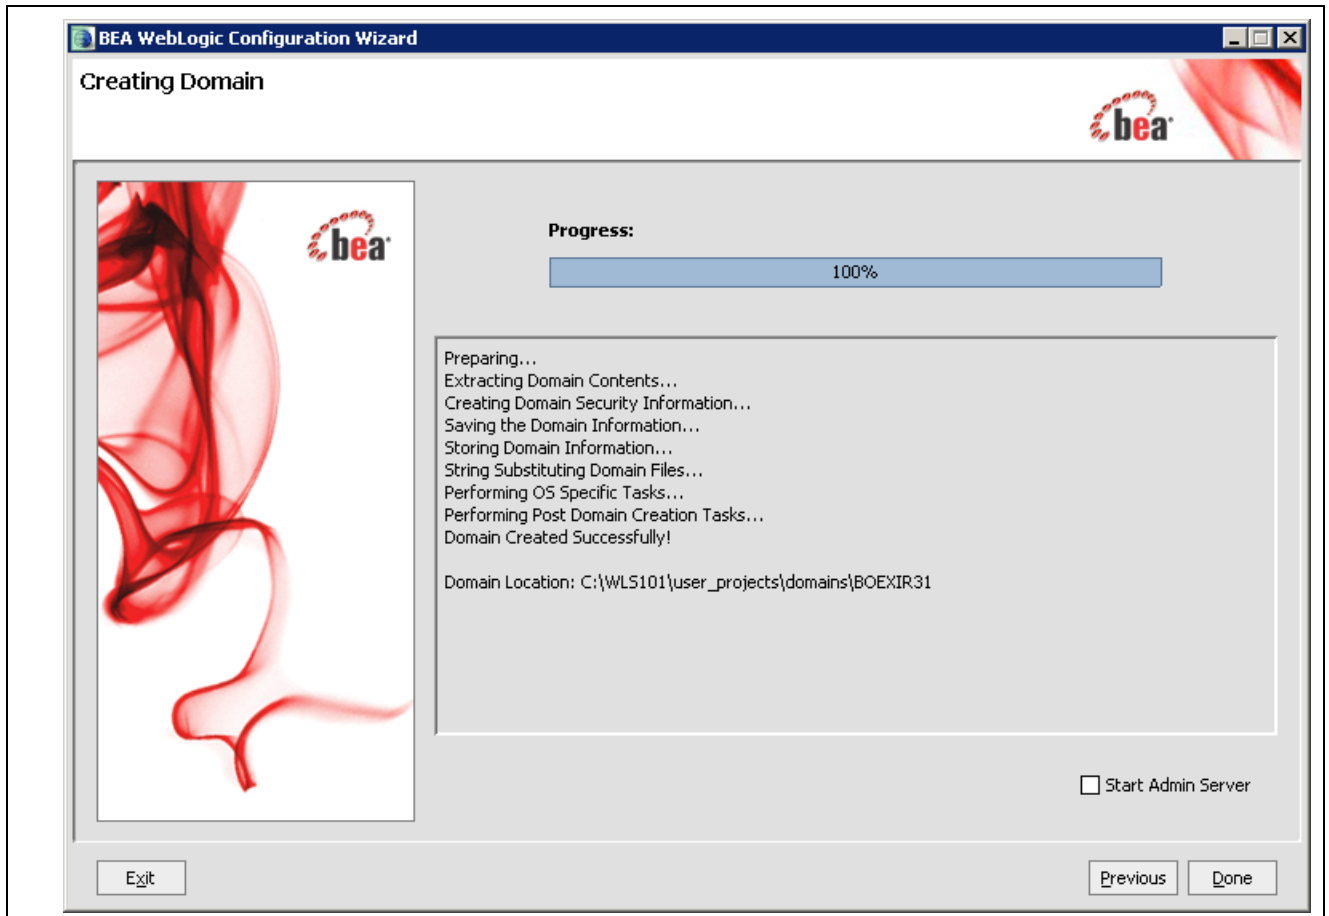 BEA WebLogic Configuration Wizard
Creating Domain
bea
bea
Progress:
100%
Preparing...
Extracting Domain Contents...
Creating Domain Security Information...
Saving the Domain Information...
Storing Domain Information...
String Substituting Domain Files...
Performing OS Specific Tasks...
Performing Post Domain Creation Tasks...
Domain Created Successfully!
Domain Location: C:\WLS101\user_projects\domains\BOEXIR31
Start Admin Server
Exit
Previous
Done